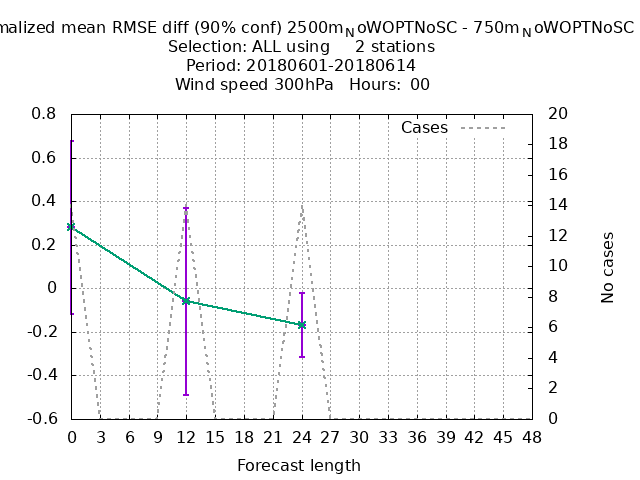 malized mean RMSE diff (90% conf) 2500mNoWOPTNoSC - 750mNoWOPTNoSC
Selection: ALL using 2 stations
Period: 20180601-20180614
Wind speed 300hPa Hours: 00
Cases
0.8
0.6
0.4
0.2
0
-0.2
-0.4
-0.6
20
18
16
14
12
10
8
6
4
2
0
No cases
0 3 6 9 12 15 18 21 24 27 30 33 36 39 42 45 48
Forecast length